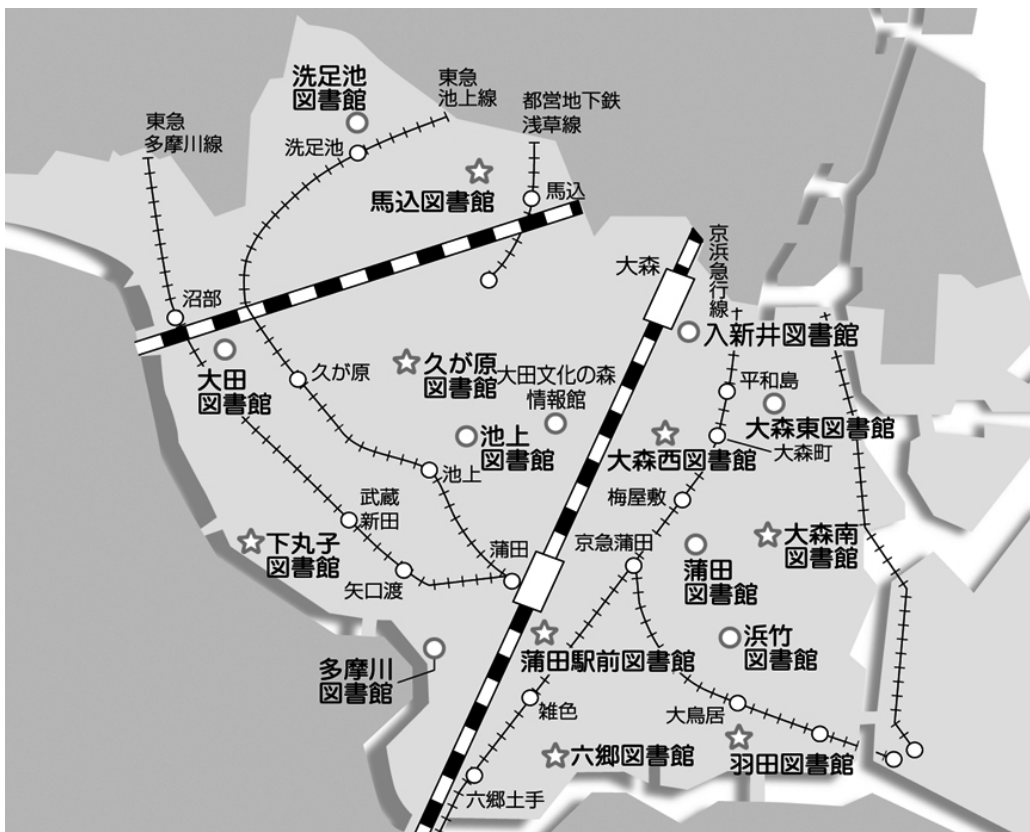 洗足池
図書館
東急
池上線
都営地下鉄
浅草線
東急
多摩川線
洗足池
馬込図書館
馬込
大森
京浜急行線
沼部
入新井図書館
大田
図書館
久が原
久が原
図書館
大田文化の森
情報館
平和島
大森東図書館
池上
図書館
大森西図書館
大森町
池上
梅屋敷
武蔵
新田
下丸子
図書館
蒲田
京急蒲田
大森南
図書館
蒲田
図書館
矢口渡
浜竹
図書館
蒲田駅前図書館
多摩川
図書館
雑色
大鳥居
六郷図書館
羽田図書館
六郷土手